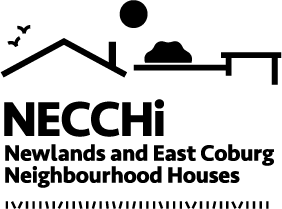 NECCHi
Newlands and East Coburg
Neighbourhood Houses